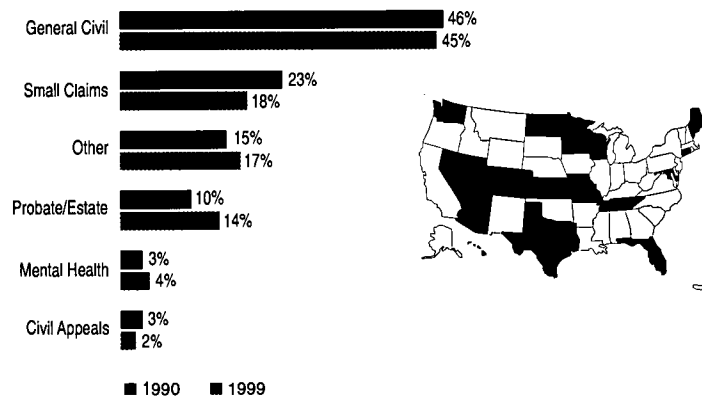 General Civil
46%
45%
Small Claims
23%
18%
Other
15%
17%
Probate/Estate
10%
14%
Mental Health
3%
4%
Civil Appeals
3%
2%
1990 1999